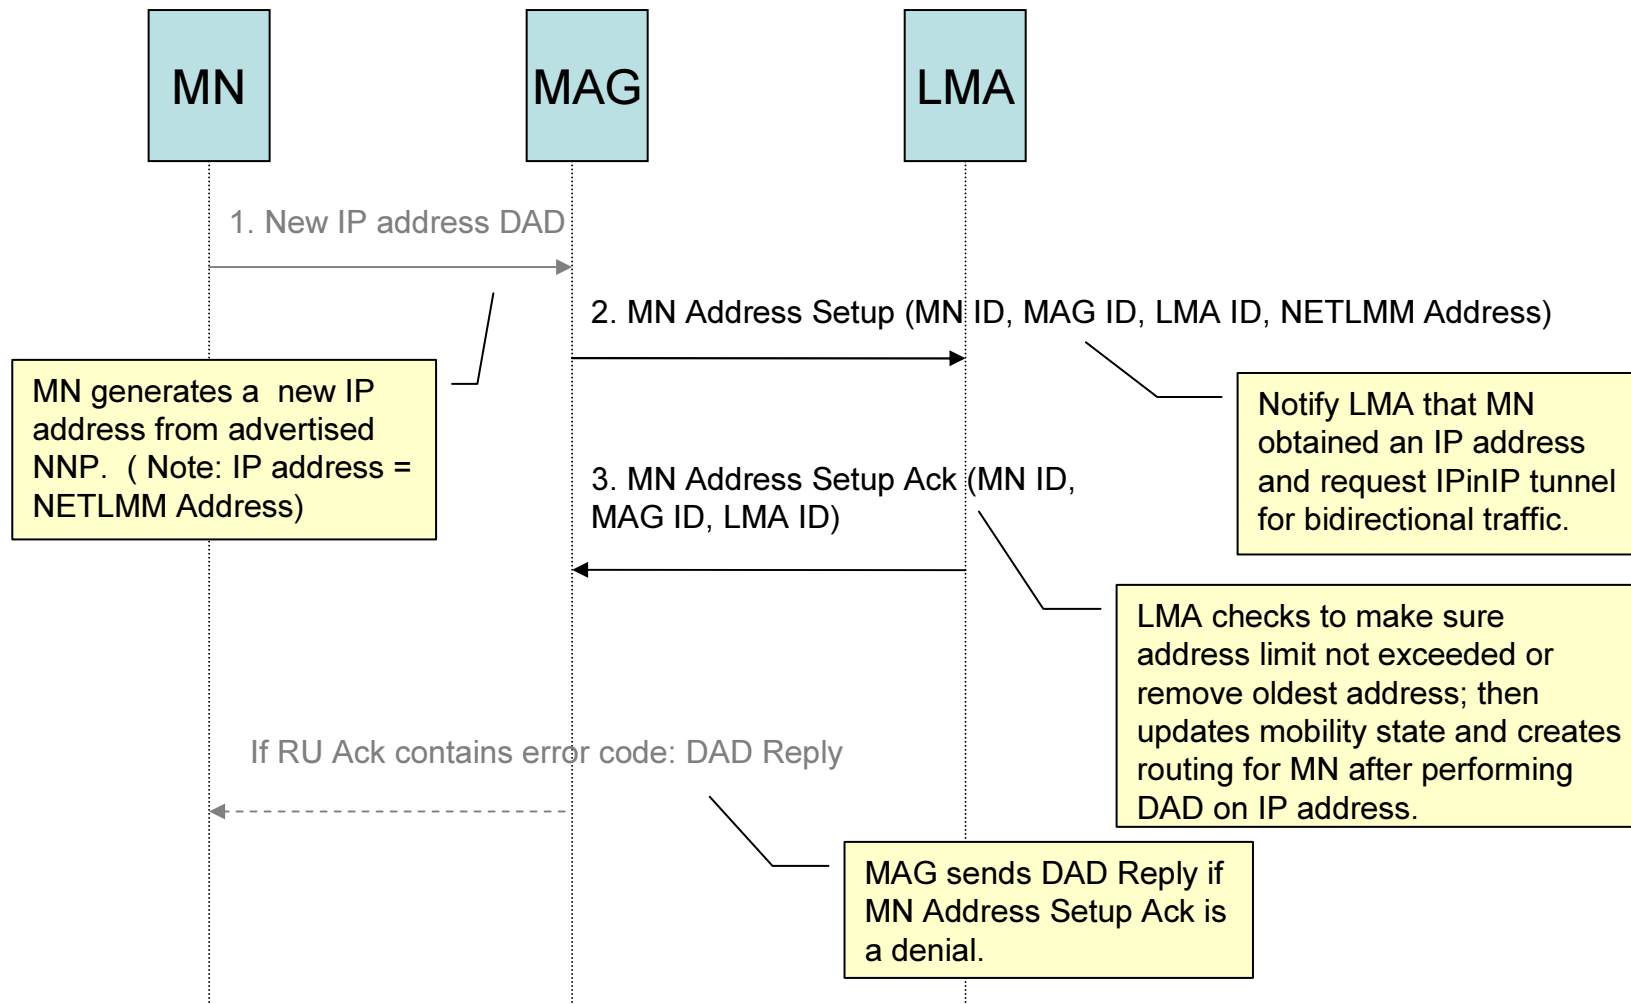 MN
MAG
LMA
1. New IP address DAD
2. MN Address Setup (MN ID, MAG ID, LMA ID, NETLMM Address)
MN generates a  new IP
address from advertised
NNP.  ( Note: IP address =
NETLMM Address)
Notify LMA that MN
obtained an IP address
and request IPinIP tunnel
for bidirectional traffic.
3. MN Address Setup Ack (MN ID,
MAG ID, LMA ID)
LMA checks to make sure
address limit not exceeded or
remove oldest address; then
updates mobility state and creates
routing for MN after performing
DAD on IP address.
If RU Ack contains error code: DAD Reply
MAG sends DAD Reply if
MN Address Setup Ack is
a denial.